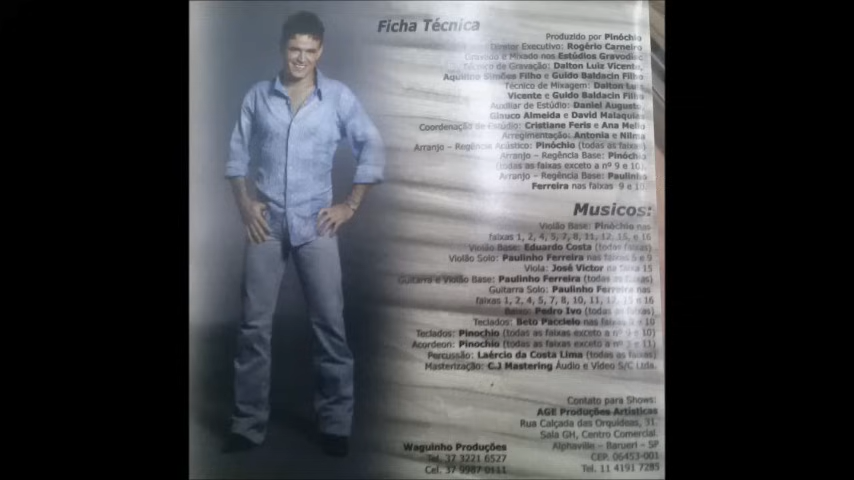 Ficha Técnica
Produzido por Pinóchio
Diretor Executivo: Rogério Carneiro
Gravado e Mixado nos Estúdios Gravodisc
Técnico de Gravação: Dalton Luiz Vicente,
Aquinho Simões Filho e Guido Baldacin Filho
Técnico de Mixagem: Dalton Luiz
Vicente e Guido Baldacin Filho
Auxiliar de Estúdio: Daniel Augusto,
Glauco Almeida e David Malaquias
Coordenação de Estúdio: Cristiane Feris e Ana Mello
Arregimentação: Antonia e Nilma
Arranjo – Regência Acústico: Pinóchio (todas as faixas)
Arranjo – Regência Base: Pinóchio
(todas as faixas exceto a nº 9 e 10)
Arranjo – Regência Base: Paulinho
Ferreira nas faixas 9 e 10.
Musicos:
Violão Base: Pinóchio nas
faixas 1, 2, 4, 5, 7, 8, 11, 12, 15, e 16
Violão Base: Eduardo Costa (todas faixas)
Violão Solo: Paulinho Ferreira nas faixas 6 e 9
Viola: José Victor na faixa 15
Guitarra e Violão Base: Paulinho Ferreira (todas as faixas)
Guitarra Solo: Paulinho Ferreira nas
faixas 1, 2, 4, 5, 7, 8, 10, 11, 12, 15 e 16
Baixo: Pedro Ivo (todas as faixas)
Teclados: Beto Paccielo nas faixas 9 e 10
Teclados: Pinochio (todas as faixas exceto a nº 9 e 10)
Acordeon: Pinochio (todas as faixas exceto a nº 3 e 11)
Percussão: Laércio da Costa Lima (todas as faixas)
Masterização: C.J Mastering Áudio e Vídeo S/C Ltda.
Contato para Shows:
AGE Produções Artísticas
Rua Calçada das Orquídeas, 31.
Sala GH, Centro Comercial.
Alphaville – Barueri – SP
CEP. 06453-001
Tel. 11 4191 7285
Waguinho Produções
Tel. 37 3221 6527
Cel. 37 9987 0111